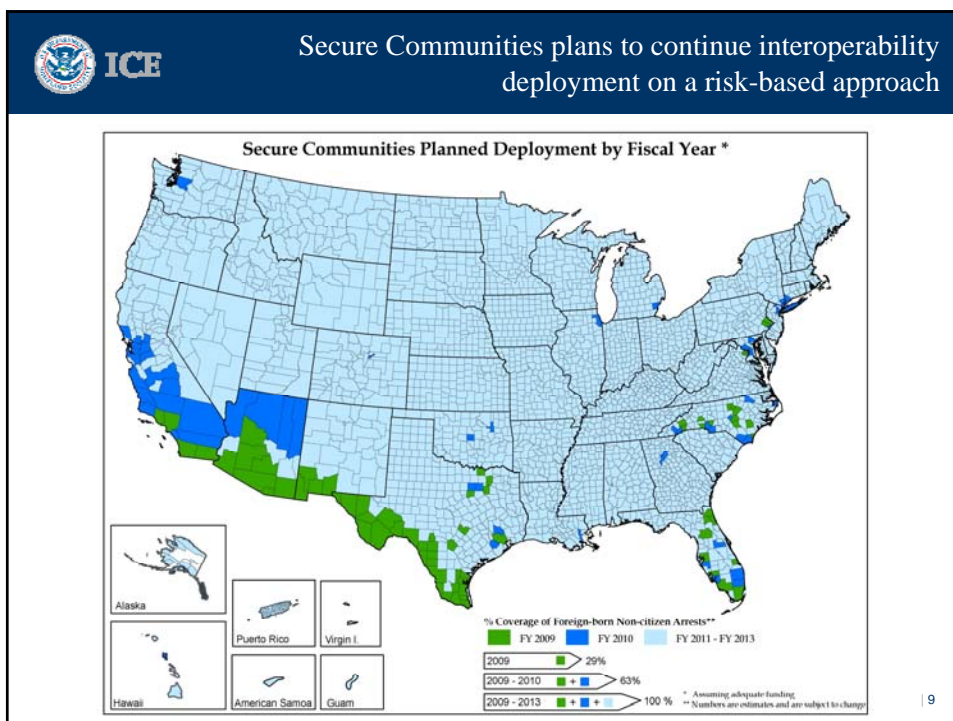 ICE
Secure Communities plans to continue interoperability
deployment on a risk-based approach
Secure Communities Planned Deployment by Fiscal Year *
Alaska
Hawaii
Puerto Rico
Virgin I.
American Samoa
Guam
% Coverage of Foreign-born Non-citizen Arrests**
FY 2009 FY 2010 FY 2011 - FY 2013
2009 29%
2009 - 2010 + 63%
2009 - 2013 + + 100 %
* Assuming adequate funding
** Numbers are estimates and are subject to change
| 9